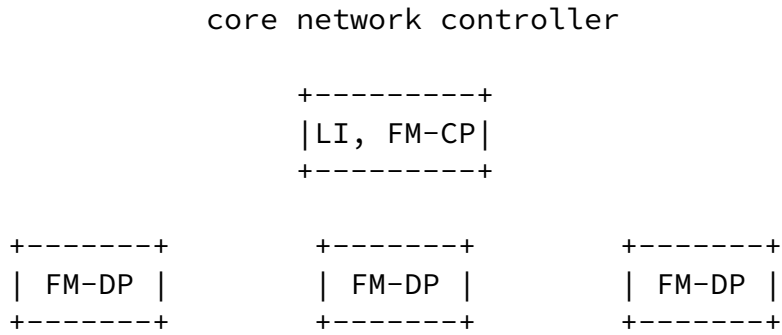 core network controller
+---------+
|LI, FM-CP|
+---------+
+-------+ +-------+ +-------+
| FM-DP | | FM-DP | | FM-DP |
+-------+ +-------+ +-------+